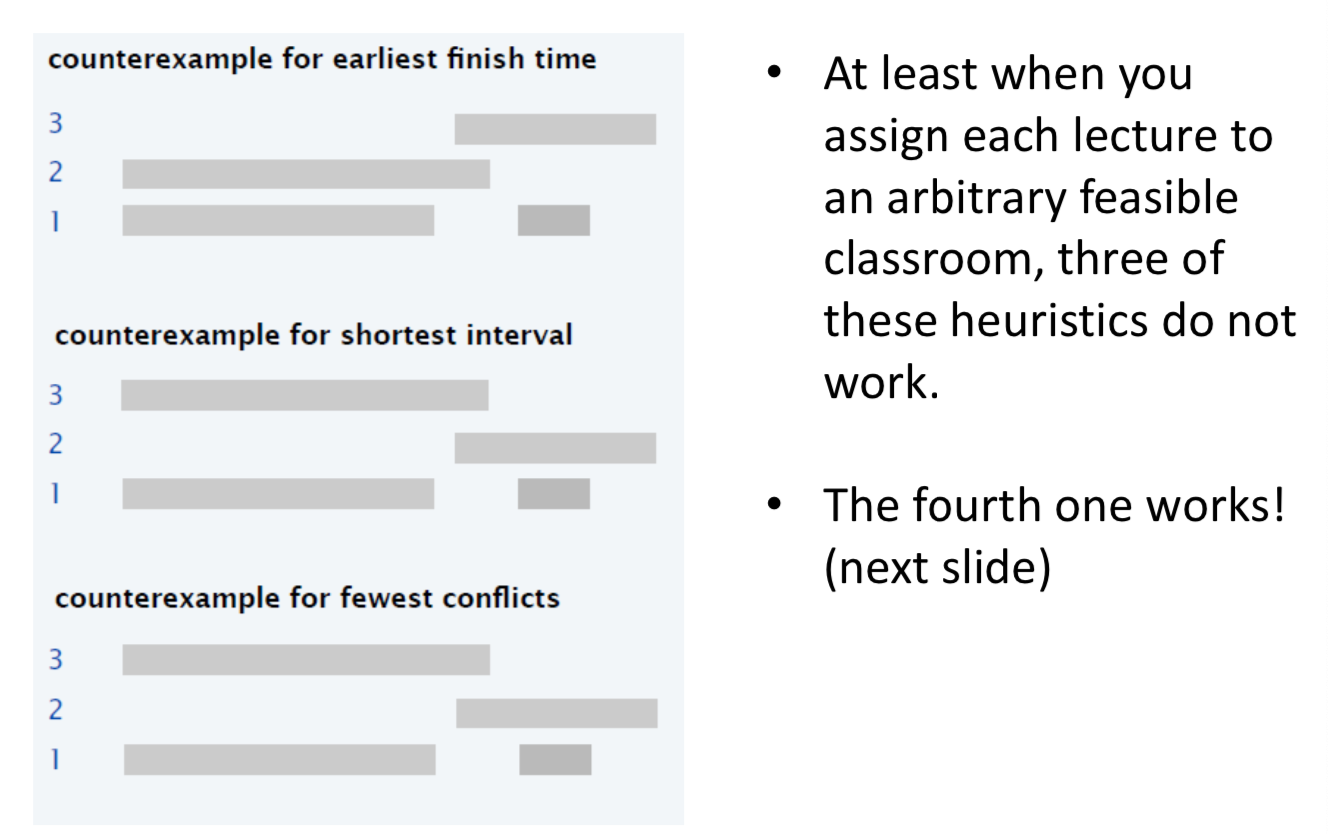 counterexample for earliest finish time
3
2
1
counterexample for shortest interval
3
2
1
counterexample for fewest conflicts
3
2
1
• At least when you
assign each lecture to
an arbitrary feasible
classroom, three of
these heuristics do not
work.
• The fourth one works!
(next slide)